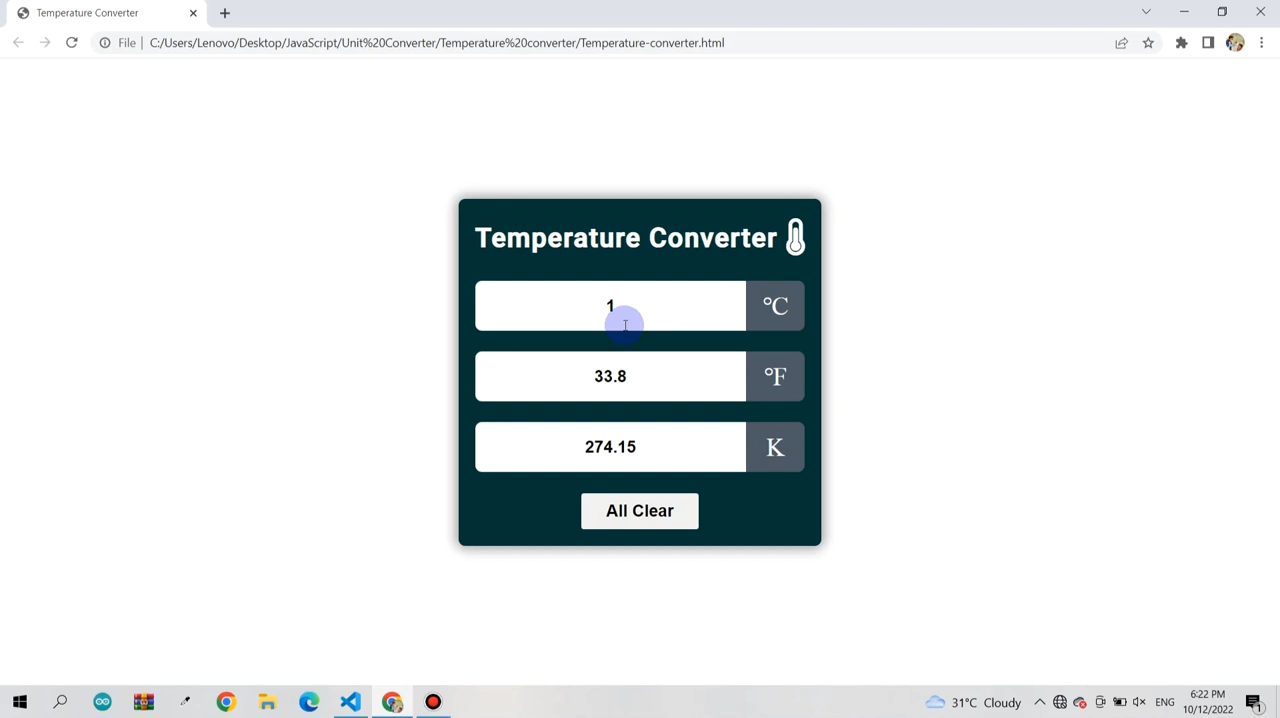 Temperature Converter
File
C:/Users/Lenovo/Desktop/JavaScript/Unit%20Converter/Temperature%20converter/Temperature-converter.html
Temperature Converter
1
°C
33.8
°F
274.15
K
All Clear
31°C Cloudy
ENG
6:22 PM
10/12/2022
1